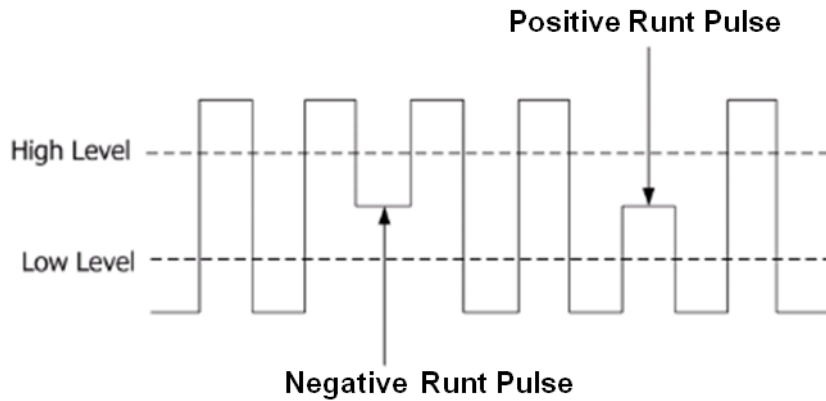 Positive Runt Pulse
High Level
Low Level
Negative Runt Pulse